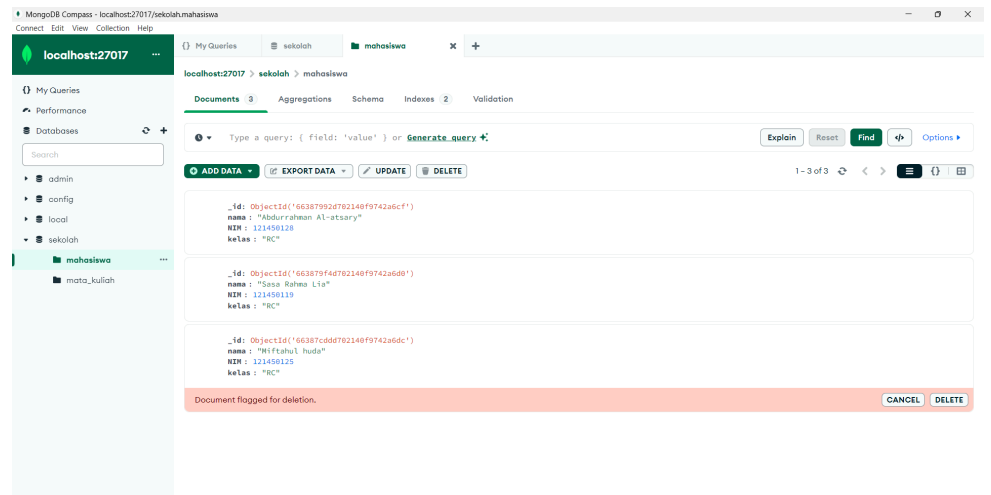 MongoDB Compass - localhost:27017/sekolah.mahasiswa
Connect Edit View Collection Help
localhost:27017 ...
{} My Queries
sekolah
mahasiswa
localhost:27017 > sekolah > mahasiswa
{} My Queries
Performance
Databases
Search
admin
config
local
sekolah
mahasiswa
mata_kuliah
Documents 3 Aggregations Schema Indexes 2 Validation
Type a query: { field: 'value' } or Generate query
Explain Reset Find </> Options
ADD DATA EXPORT DATA UPDATE DELETE
1 - 3 of 3
_id: ObjectId('66387992d702140f9742a6cf')
nama : "Abdurrahman Al-atsary"
NIM : 121450128
kelas : "RC"
_id: ObjectId('663879f4d702140f9742a6d0')
nama : "Sasa Rahma Lia"
NIM : 121450119
kelas : "RC"
_id: ObjectId('66387cddd702140f9742a6dc')
nama : "Miftahul huda"
NIM : 121450125
kelas : "RC"
Document flagged for deletion.
CANCEL DELETE